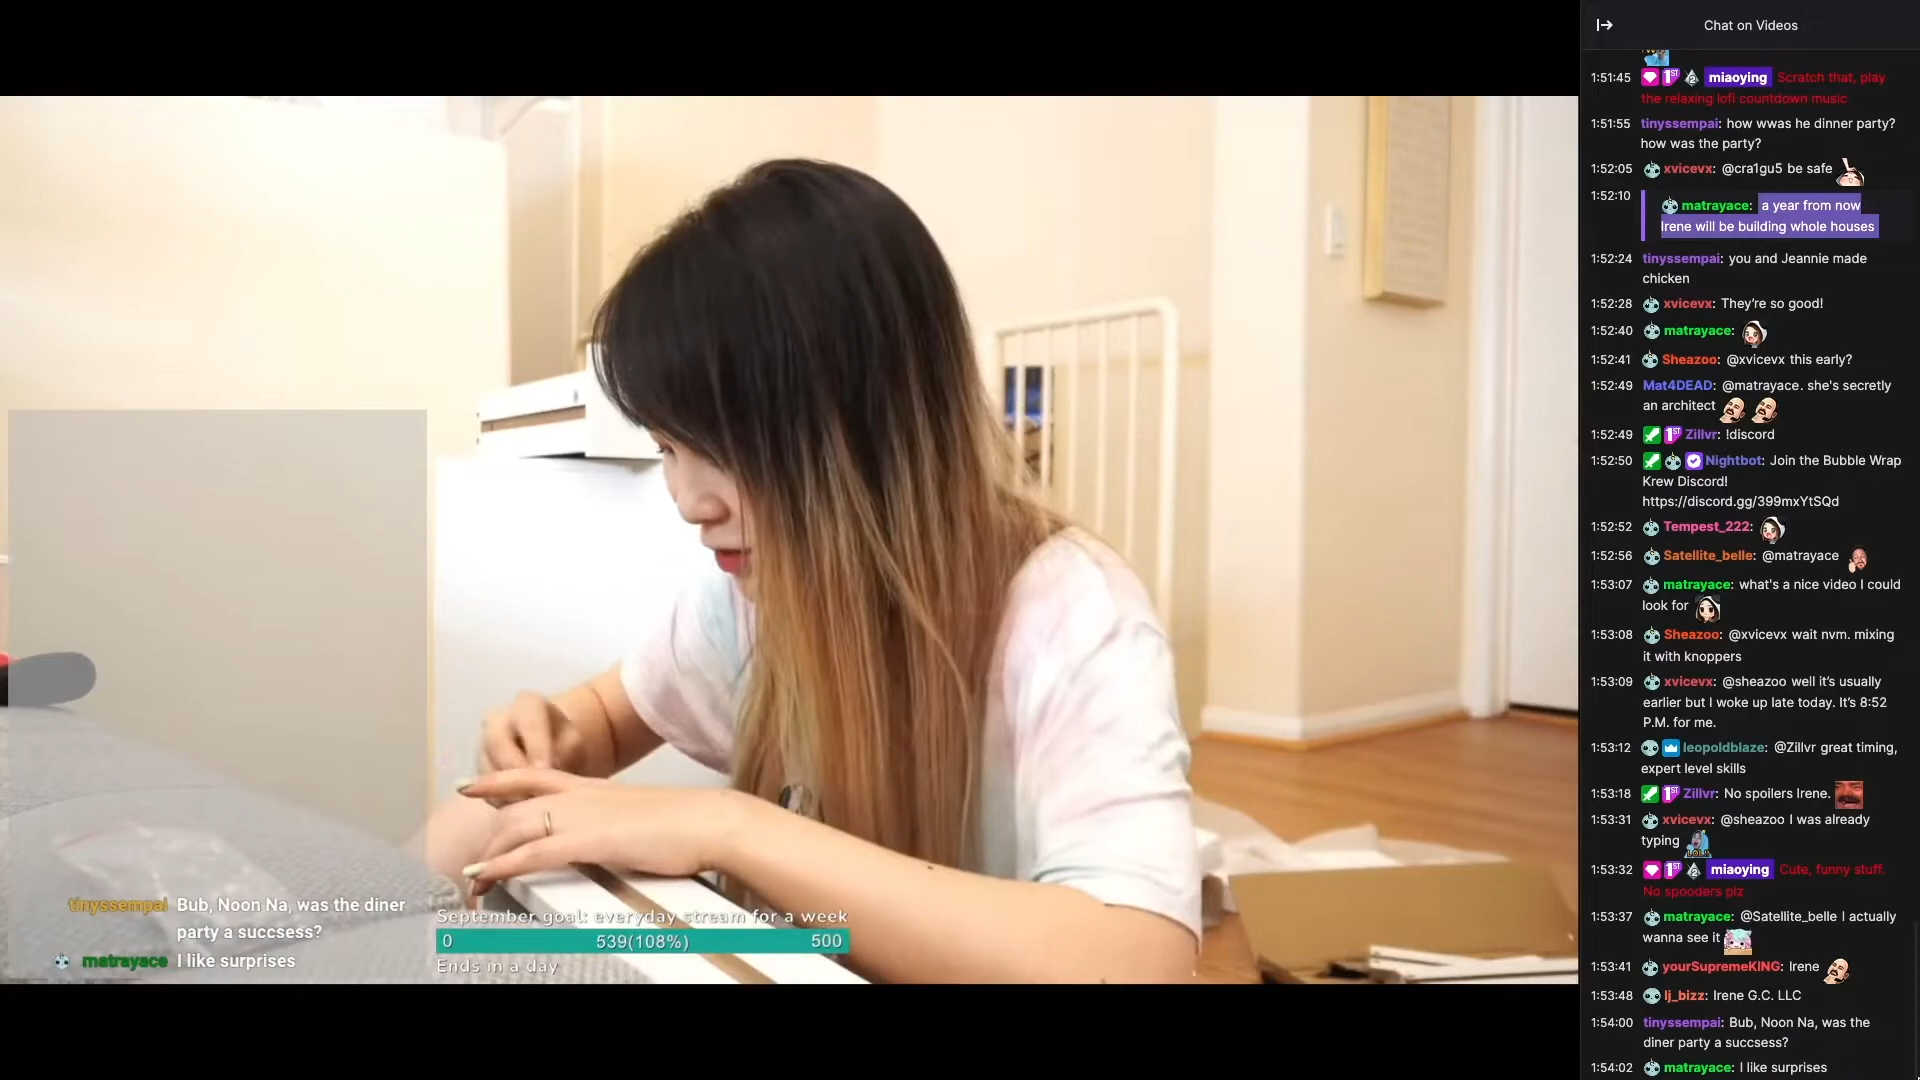 Chat on Videos
1:51:45 miaoying Scratch that, play
the relaxing lofi countdown music
1:51:55 tinyssempai: how wwas he dinner party?
how was the party?
1:52:05 xvicevx: @cra1gu5 be safe
1:52:10 matrayace: a year from now
Irene will be building whole houses
1:52:24 tinyssempai: you and Jeannie made
chicken
1:52:28 xvicevx: They're so good!
1:52:40 matrayace:
1:52:41 Sheazoo: @xvicevx this early?
1:52:49 Mat4DEAD: @matrayace. she's secretly
an architect
1:52:49 Zillvr: !discord
1:52:50 Nightbot: Join the Bubble Wrap
Krew Discord!
https://discord.gg/399mxYtSQd
1:52:52 Tempest_222:
1:52:56 Satellite_belle: @matrayace
1:53:07 matrayace: what's a nice video I could
look for
1:53:08 Sheazoo: @xvicevx wait nvm. mixing
it with knoppers
1:53:09 xvicevx: @sheazoo well it's usually
earlier but I woke up late today. It's 8:52
P.M. for me.
1:53:12 leopoldblaze: @Zillvr great timing,
expert level skills
1:53:18 Zillvr: No spoilers Irene.
1:53:31 xvicevx: @sheazoo I was already
typing
1:53:32 miaoying Cute, funny stuff.
No spooders plz
1:53:37 matrayace: @Satellite_belle I actually
wanna see it
1:53:41 yourSupremeKING: Irene
1:53:48 lj_bizz: Irene G.C. LLC
1:54:00 tinyssempai: Bub, Noon Na, was the
diner party a succsess?
1:54:02 matrayace: I like surprises
tinyssempai Bub, Noon Na, was the diner
party a succsess?
matrayace I like surprises
September goal: everyday stream for a week
0 539(108%) 500
Ends in a day